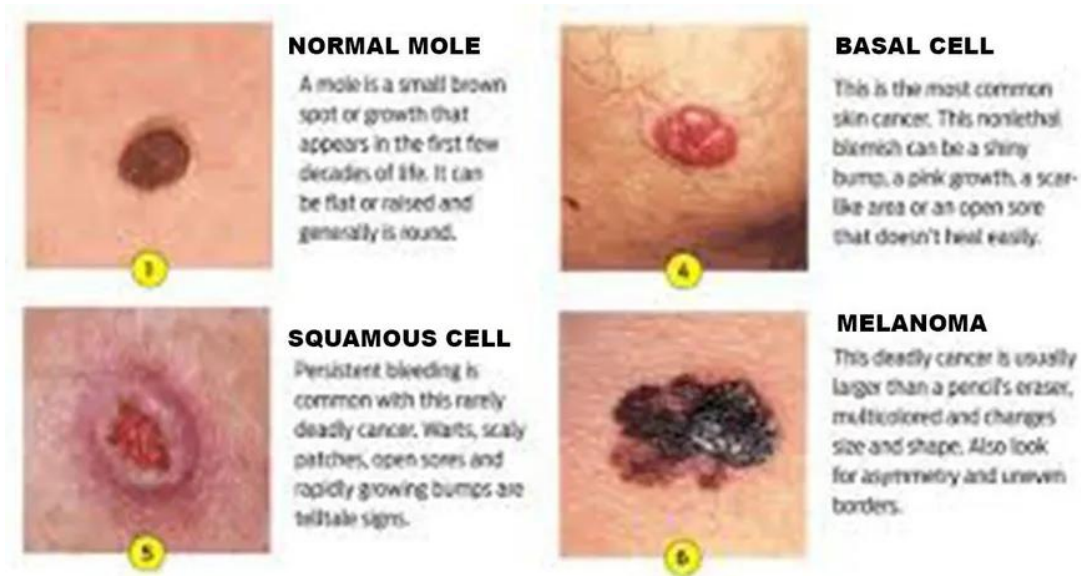 NORMAL MOLE
A mole is a small brown
spot or growth that
appears in the first few
decades of life. It can
be flat or raised and
generally is round.
1
BASAL CELL
This is the most common
skin cancer. This nonlethal
blemish can be a shiny
bump, a pink growth, a scar-
like area or an open sore
that doesn't heal easily.
4
SQUAMOUS CELL
Persistent bleeding is
common with this rarely
deadly cancer. Warts, scaly
patches, open sores and
rapidly growing bumps are
telltale signs.
5
MELANOMA
This deadly cancer is usually
larger than a pencil's eraser,
multicolored and changes
size and shape. Also look
for asymmetry and uneven
borders.
6